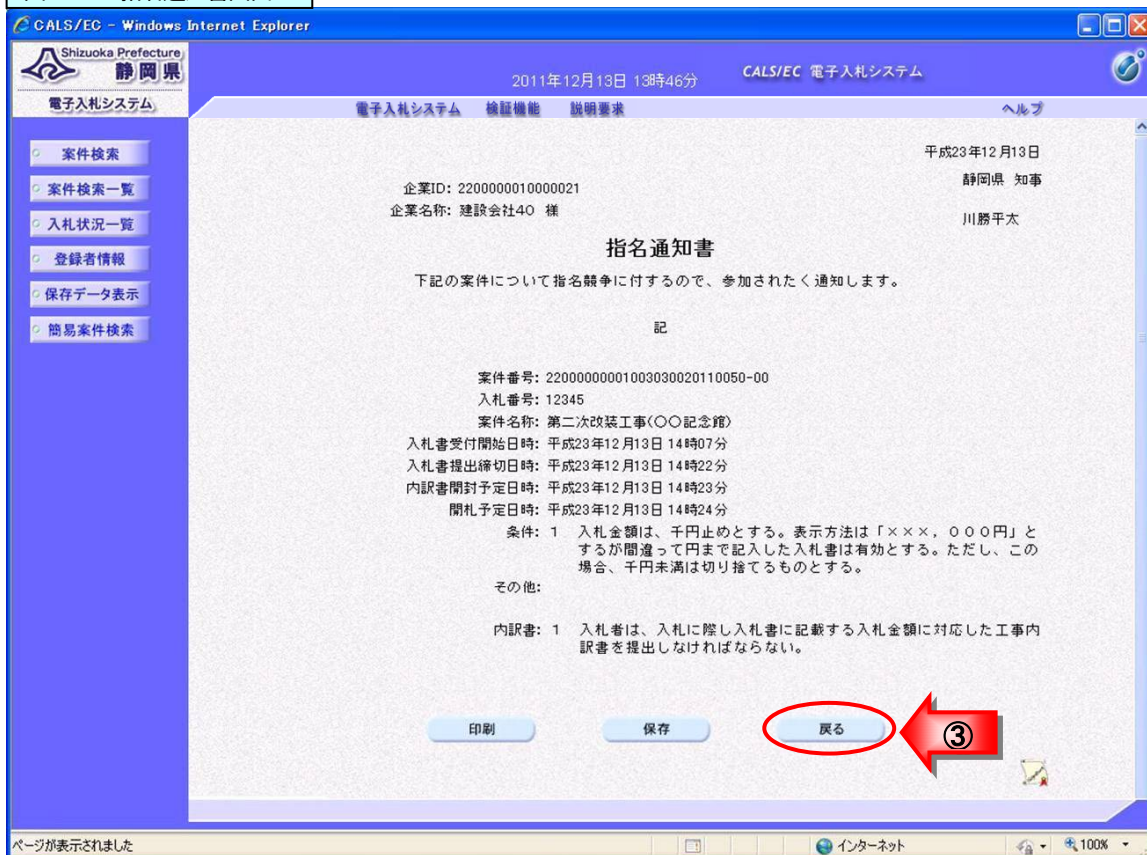 CALS/EC - Windows Internet Explorer
Shizuoka Prefecture
静岡県
電子入札システム
2011年12月13日 13時46分
CALS/EC 電子入札システム
電子入札システム 検証機能 説明要求 ヘルプ
案件検索
案件検索一覧
入札状況一覧
登録者情報
保存データ表示
簡易案件検索
平成23年12月13日
静岡県 知事
企業ID: 2200000010000021
企業名称: 建設会社40 様
川勝平太
指名通知書
下記の案件について指名競争に付するので、参加されたく通知します。
記
案件番号: 22000000001003030020110050-00
入札番号: 12345
案件名称: 第二次改装工事(○○記念館)
入札書受付開始日時: 平成23年12月13日 14時07分
入札書提出締切日時: 平成23年12月13日 14時22分
内訳書開封予定日時: 平成23年12月13日 14時23分
開札予定日時: 平成23年12月13日 14時24分
条件: 1 入札金額は、千円止めとする。表示方法は「×××,000円」と
するが間違って円まで記入した入札書は有効とする。ただし、この
場合、千円未満は切り捨てるものとする。
その他:
内訳書: 1 入札者は、入札に際し入札書に記載する入札金額に対応した工事内
訳書を提出しなければならない。
印刷 保存 戻る ③
ページが表示されました インターネット 100%